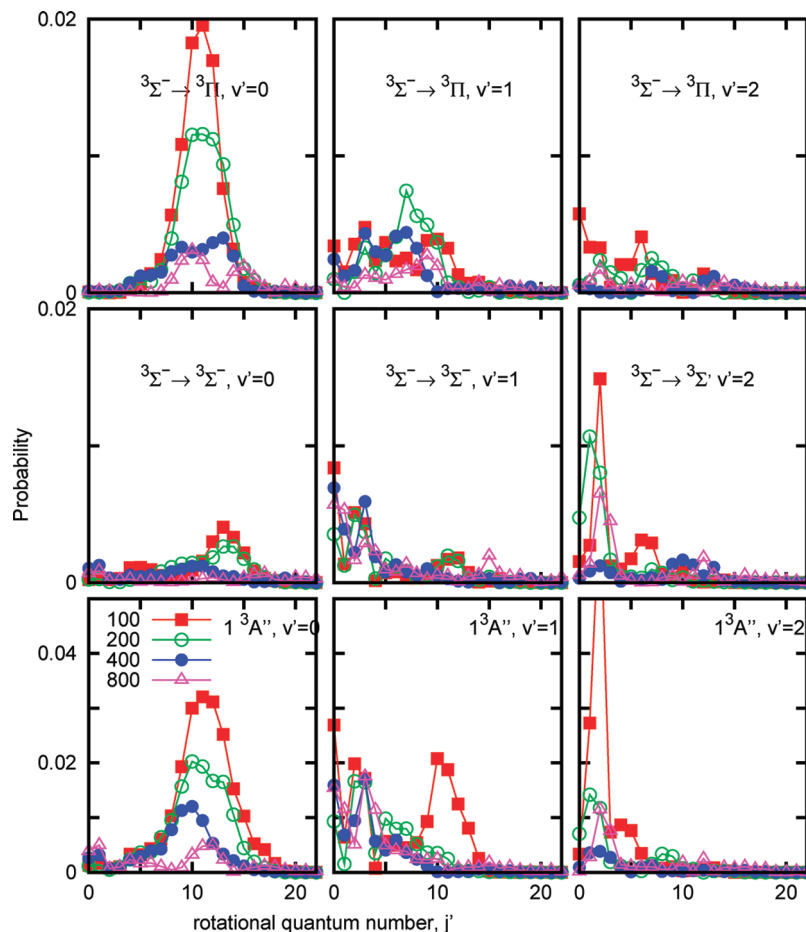 0.02
³Σ⁻→ ³Π, v'=0
³Σ⁻→ ³Π, v'=1
³Σ⁻→ ³Π, v'=2
0
0.02
³Σ⁻→ ³Σ⁻, v'=0
³Σ⁻→ ³Σ⁻, v'=1
³Σ⁻→ ³Σ', v'=2
Probability
0
100
200
400
800
1 ³A'', v'=0
1³A'', v'=1
1³A'', v'=2
0.04
0.02
0
0 10 20 0 10 20 0 10 20
rotational quantum number, j'